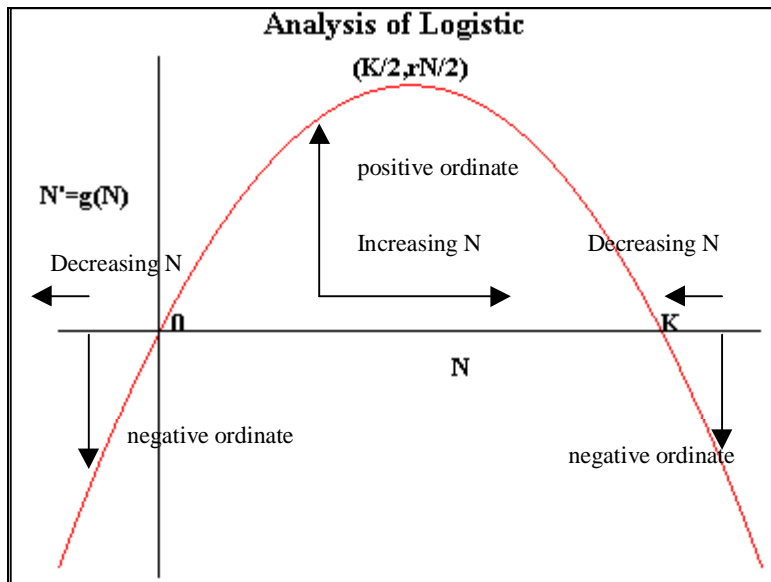 Analysis of Logistic
(K/2,rN/2)
positive ordinate
N'=g(N)
Increasing N
Decreasing N
Decreasing N
0
K
N
negative ordinate
negative ordinate